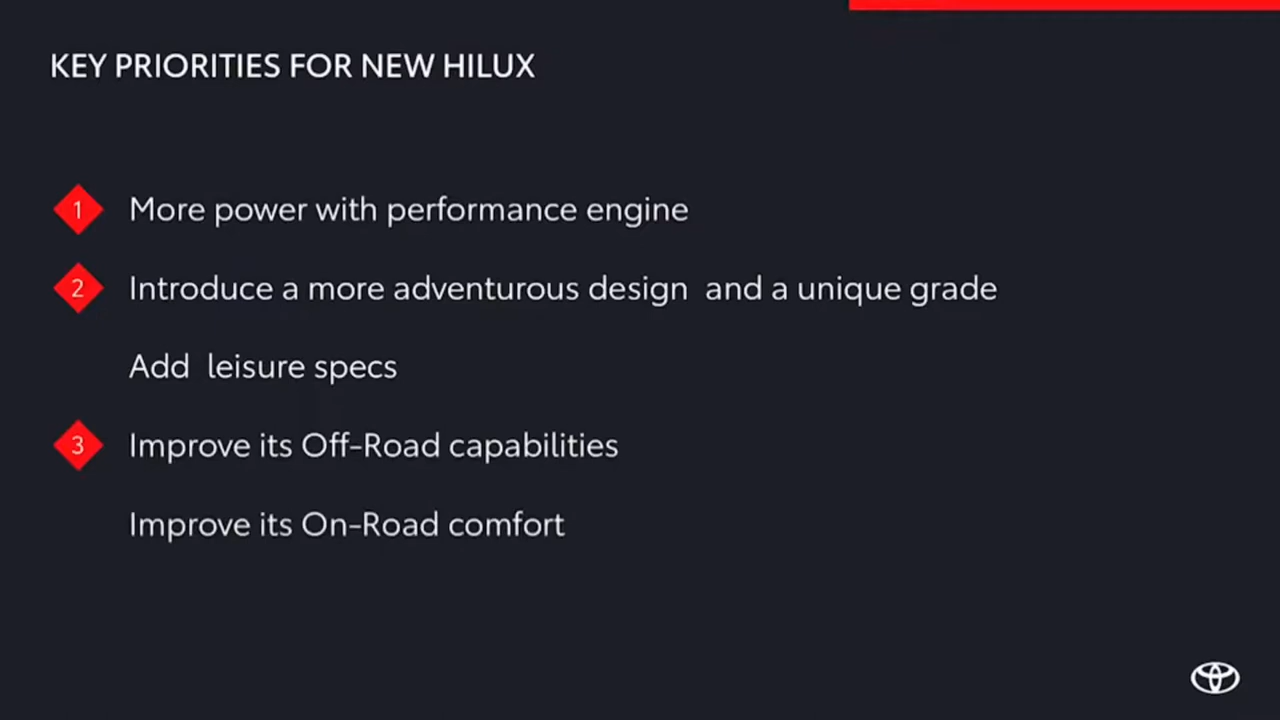 KEY PRIORITIES FOR NEW HILUX
1 More power with performance engine
2 Introduce a more adventurous design  and a unique grade
Add  leisure specs
3 Improve its Off-Road capabilities
Improve its On-Road comfort